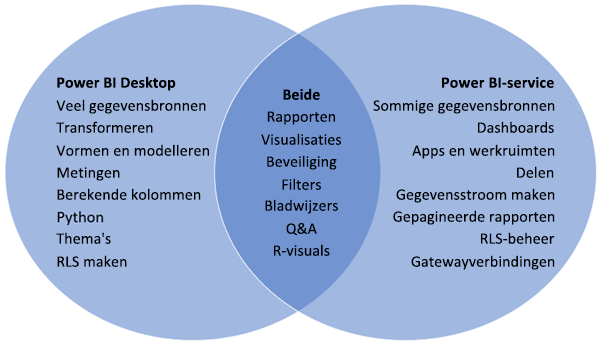 Power BI Desktop
Veel gegevensbronnen
Transformeren
Vormen en modelleren
Metingen
Berekende kolommen
Python
Thema's
RLS maken
Beide
Rapporten
Visualisaties
Beveiliging
Filters
Bladwijzers
Q&A
R-visuals
Power BI-service
Sommige gegevensbronnen
Dashboards
Apps en werkruimten
Delen
Gegevensstroom maken
Gepagineerde rapporten
RLS-beheer
Gatewayverbindingen